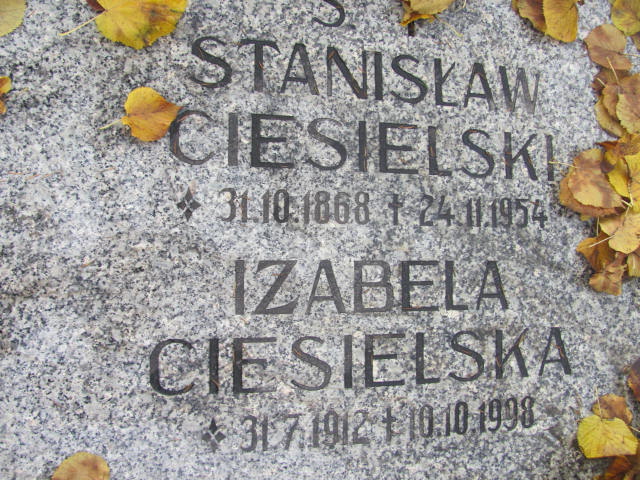 S
STANISŁAW
CIESIELSKI
31.10.1868 † 24.11.1954
IZABELA
CIESIELSKA
31.7.1912 † 10.10.1998